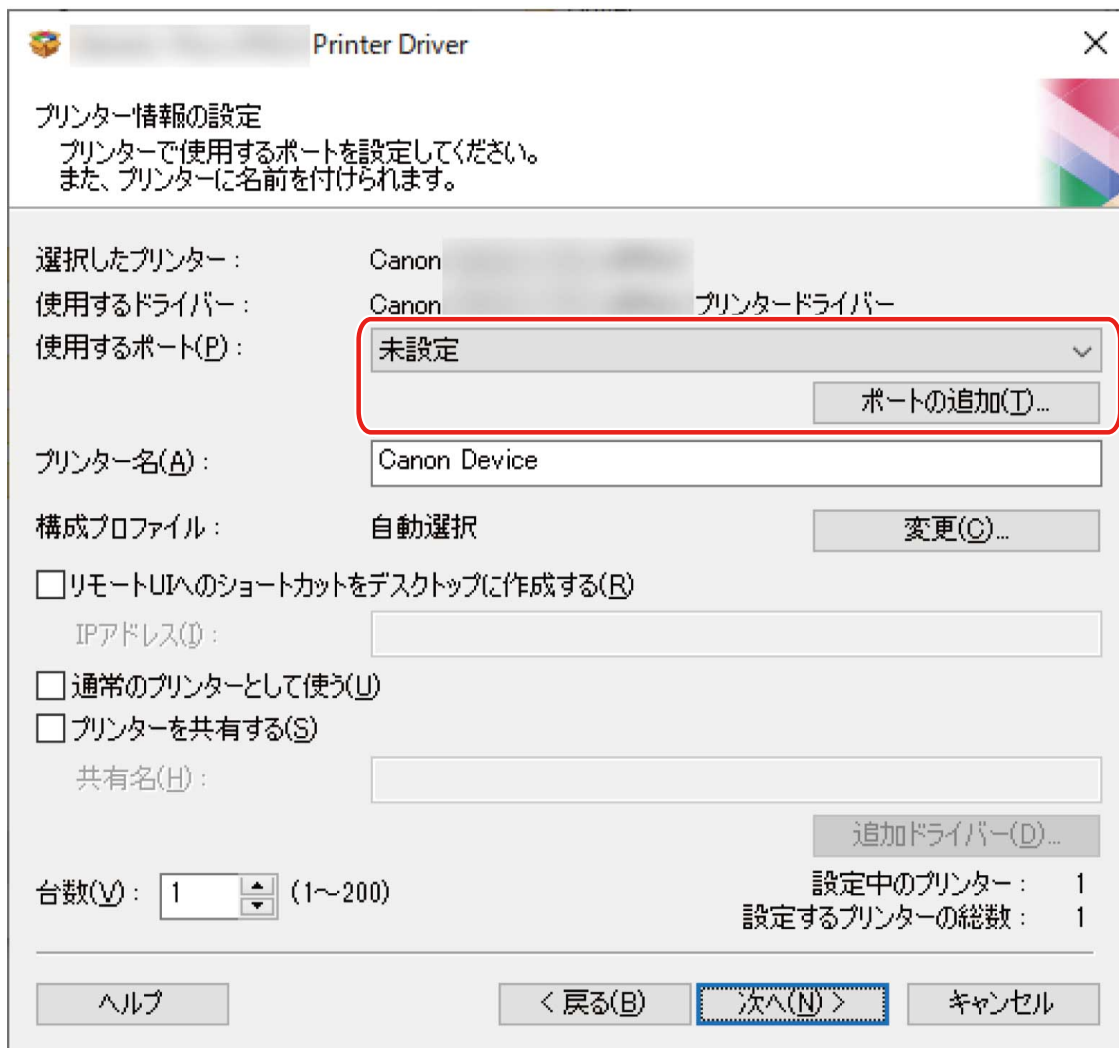 Printer Driver
プリンター情報の設定
プリンターで使用するポートを設定してください。
また、プリンターに名前を付けられます。
選択したプリンター： Canon
使用するドライバー： Canon プリンタードライバー
使用するポート(P)： 未設定
ポートの追加(T)...
プリンター名(A)： Canon Device
構成プロファイル： 自動選択 変更(C)...
リモートUIへのショートカットをデスクトップに作成する(R)
IPアドレス(I)：
通常のプリンターとして使う(U)
プリンターを共有する(S)
共有名(H)：
追加ドライバー(D)...
台数(V)： 1 (1～200) 設定中のプリンター： 1
設定するプリンターの総数： 1
ヘルプ < 戻る(B) 次へ(N) > キャンセル